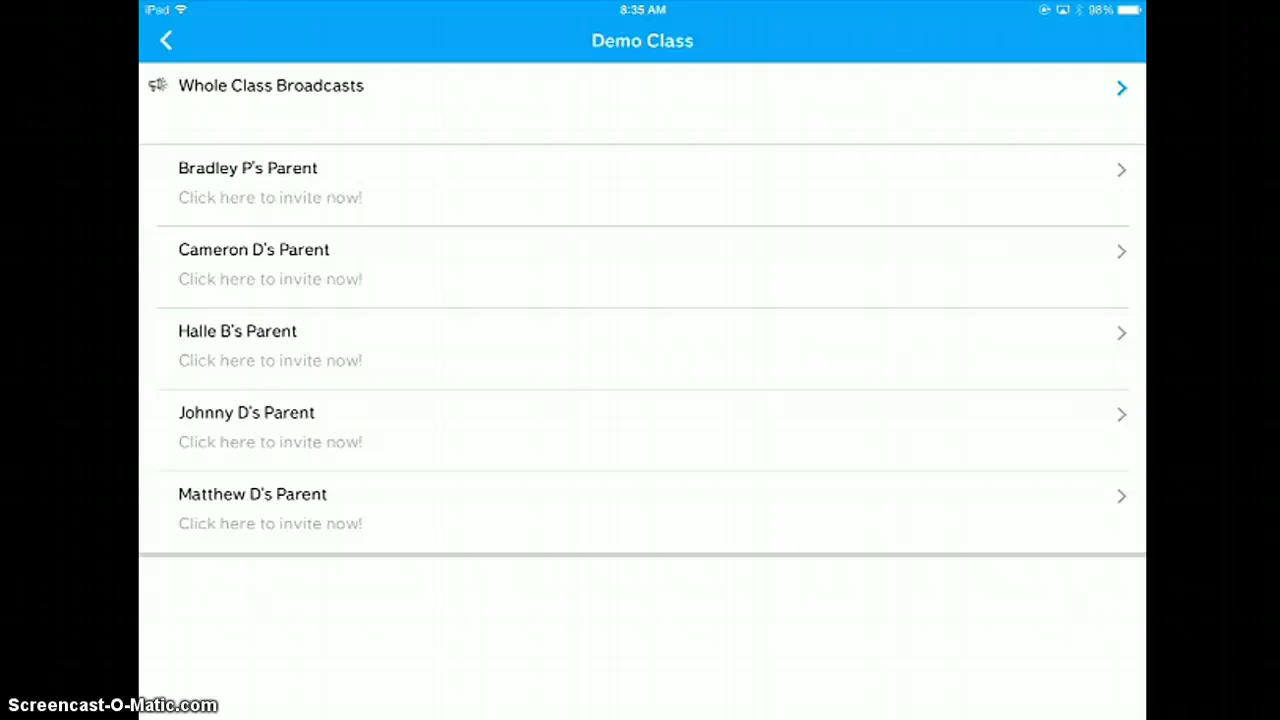 iPad 8:35 AM 98%
Demo Class
Whole Class Broadcasts
Bradley P's Parent
Click here to invite now!
Cameron D's Parent
Click here to invite now!
Halle B's Parent
Click here to invite now!
Johnny D's Parent
Click here to invite now!
Matthew D's Parent
Click here to invite now!
Screencast-O-Matic.com